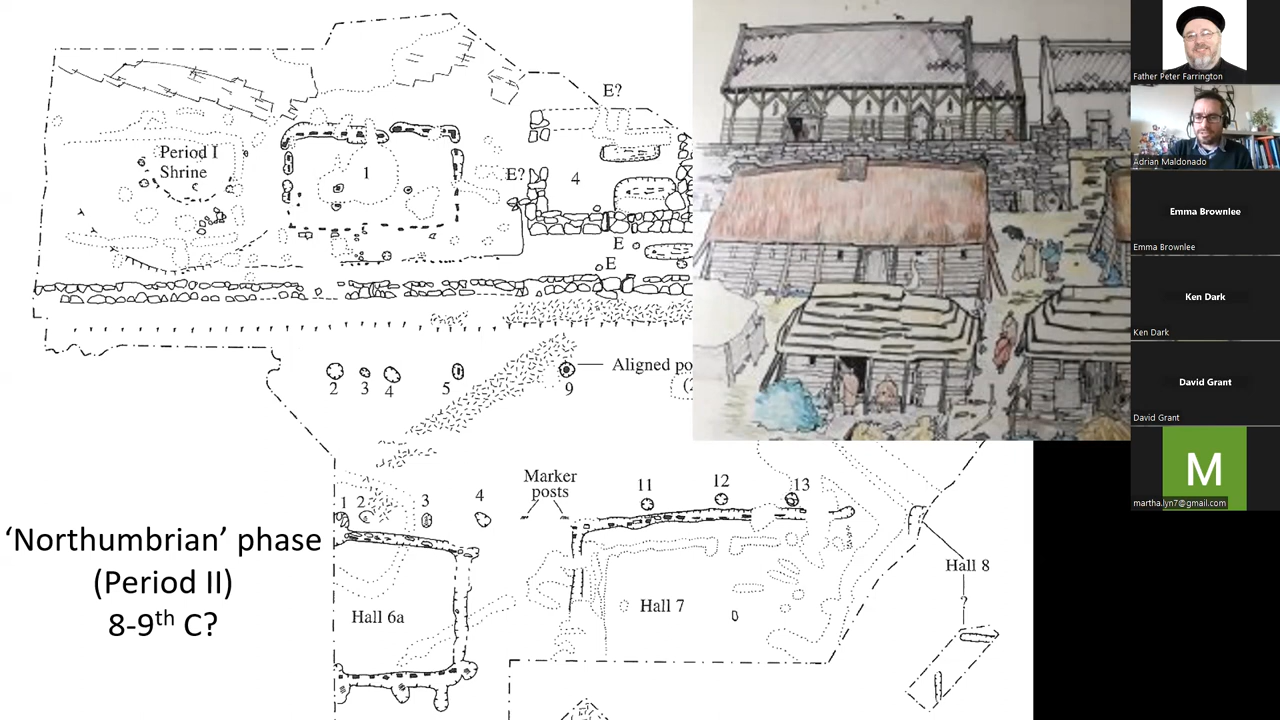 E?
Period I
Shrine
1
E?
4
E
E
2
3
4
5
9
Aligned po
(2
Marker
posts
1
2
3
4
11
12
13
Hall 6a
Hall 7
Hall 8
?
‘Northumbrian’ phase
(Period II)
8-9th C?
Father Peter Farrington
Adrian Maldonado
Emma Brownlee
Emma Brownlee
Ken Dark
Ken Dark
David Grant
David Grant
M
martha.lyn7@gmail.com